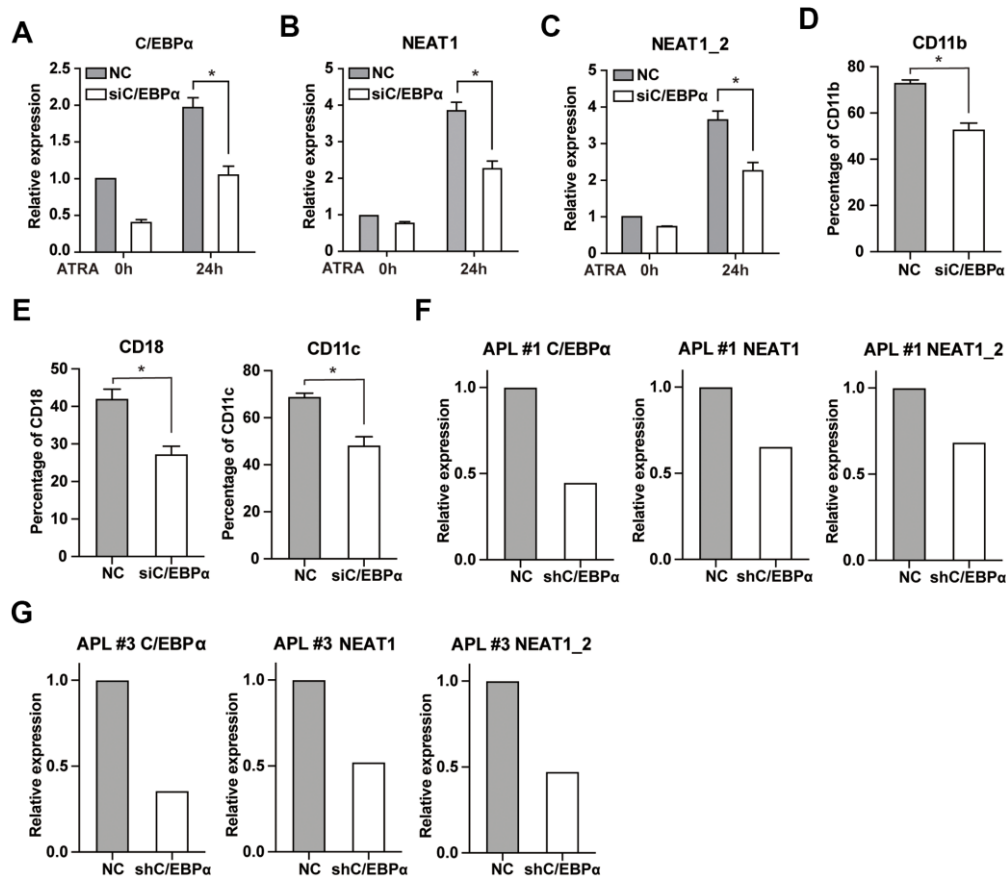 A
C/EBPα
Relative expression
2.5
2.0
1.5
1.0
0.5
0.0
NC
siC/EBPα
*
ATRA 0h 24h
B
NEAT1
Relative expression
5
4
3
2
1
0
NC
siC/EBPα
*
ATRA 0h 24h
C
NEAT1_2
Relative expression
5
4
3
2
1
0
NC
siC/EBPα
*
ATRA 0h 24h
D
CD11b
Percentage of CD11b
80
60
40
20
0
*
NC siC/EBPα
E
CD18
Percentage of CD18
50
40
30
20
10
0
*
NC siC/EBPα
CD11c
Percentage of CD11c
80
60
40
20
0
*
NC siC/EBPα
F
APL #1 C/EBPα
Relative expression
1.0
0.5
0.0
NC shC/EBPα
APL #1 NEAT1
Relative expression
1.0
0.5
0.0
NC shC/EBPα
APL #1 NEAT1_2
Relative expression
1.0
0.5
0.0
NC shC/EBPα
G
APL #3 C/EBPα
Relative expression
1.0
0.5
0.0
NC shC/EBPα
APL #3 NEAT1
Relative expression
1.0
0.5
0.0
NC shC/EBPα
APL #3 NEAT1_2
Relative expression
1.0
0.5
0.0
NC shC/EBPα